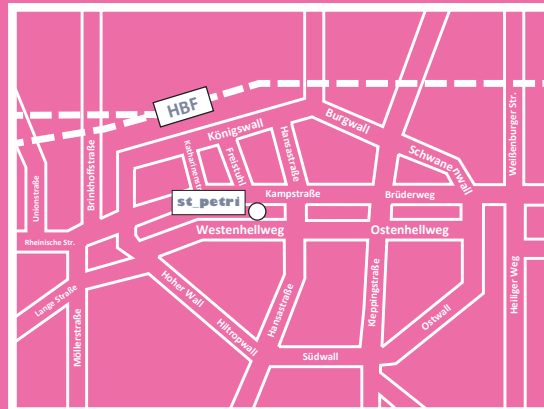 HBF
Königswall
Burgwall
Hansastraße
Freistuhl
Schwanenwall
Weißenburger Str.
Brinkhoffstraße
Unionstraße
st_petri
Kampstraße
Brüderweg
Westenhellweg
Ostenhellweg
Rheinische Str.
Lange Straße
Hoher Wall
Hiltropwall
Hansastraße
Kleppingstraße
Ostwall
Heiliger Weg
Möllerstraße
Südwall